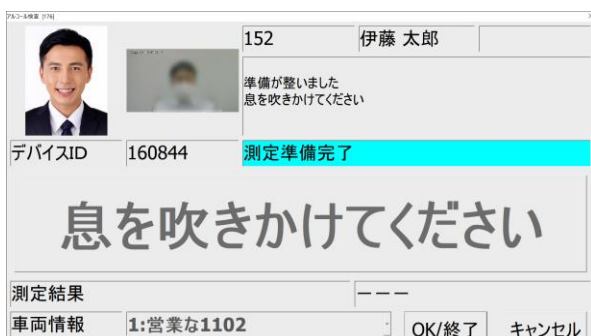 アルコール検査 [176]
152 伊藤 太郎
準備が整いました
息を吹きかけてください
デバイスID 160844 測定準備完了
息を吹きかけてください
測定結果 ーーー
車両情報 1:営業な1102 OK/終了 キャンセル